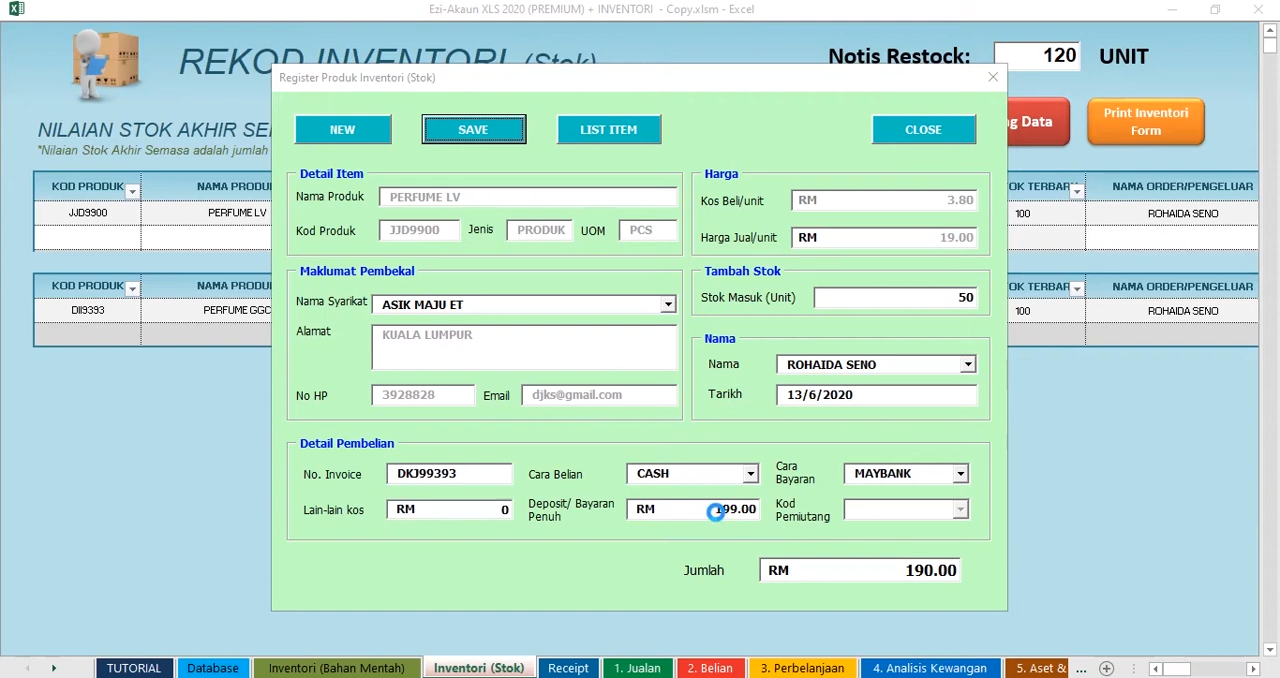 Ezi-Akaun XLS 2020 (PREMIUM) + INVENTORI - Copy.xlsm - Excel
REKOD INVENTORI (Stok)
Notis Restock: 120 UNIT
NILAIAN STOK AKHIR
*Nilaian Stok Akhir Semasa adalah jumlah
Data
Print Inventori
Form
Register Produk Inventori (Stok)
NEW SAVE LIST ITEM CLOSE
Detail Item
Nama Produk PERFUME LV
Kod Produk JJD9900 Jenis PRODUK UOM PCS
Harga
Kos Beli/unit RM 3.80
Harga Jual/unit RM 19.00
Maklumat Pembekal
Nama Syarikat ASIK MAJU ET
Alamat KUALA LUMPUR
No HP 3928828 Email djks@gmail.com
Tambah Stok
Stok Masuk (Unit) 50
Nama
Nama ROHAIDA SENO
Tarikh 13/6/2020
Detail Pembelian
No. Invoice DKJ99393 Cara Belian CASH Cara Bayaran MAYBANK
Lain-lain kos RM 0 Deposit/ Bayaran Penuh RM 199.00 Kod Pemiutang
Jumlah RM 190.00
KOD PRODUK NAMA PRODU TOK TERBAR NAMA ORDER/PENGELUAR
JJD9900 PERFUME LV 100 ROHAIDA SENO
KOD PRODUK NAMA PRODU TOK TERBAR NAMA ORDER/PENGELUAR
DII9393 PERFUME GGC 100 ROHAIDA SENO
TUTORIAL Database Inventori (Bahan Mentah) Inventori (Stok) Receipt 1. Jualan 2. Belian 3. Perbelanjaan 4. Analisis Kewangan 5. Aset & ...